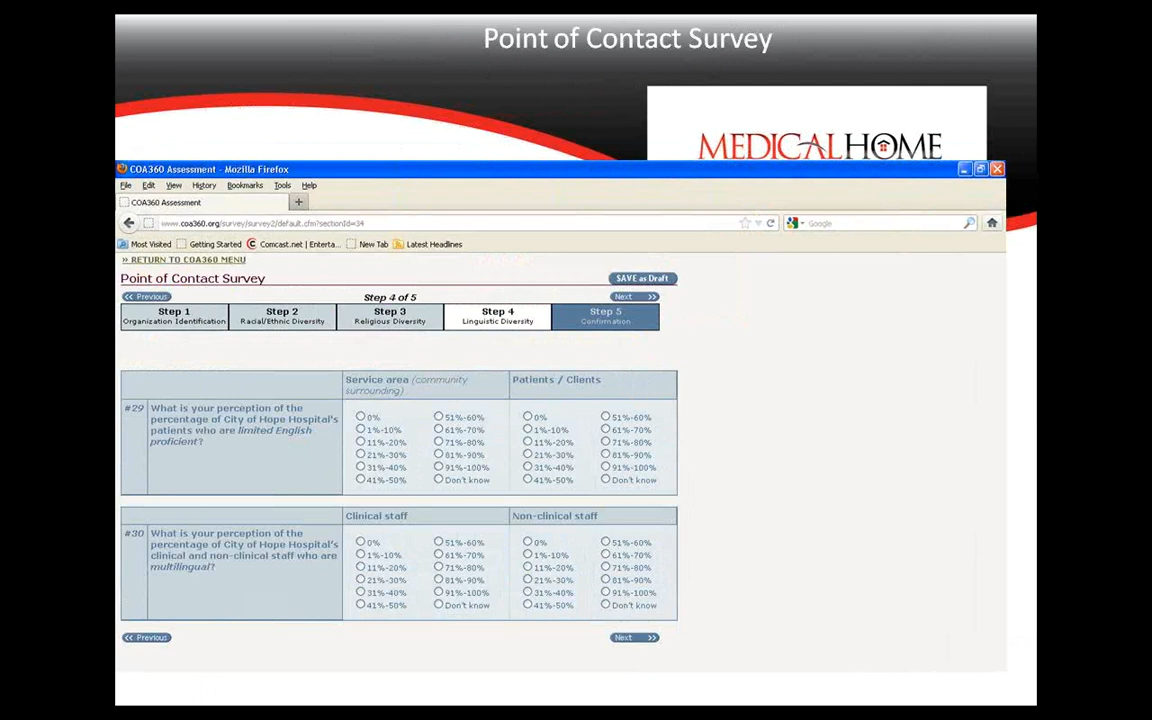 Point of Contact Survey
MEDICALHOME
COA360 Assessment - Mozilla Firefox
File Edit View History Bookmarks Tools Help
COA360 Assessment +
www.coa360.org/survey/survey2/default.cfm?sectionId=34 Google
Most Visited Getting Started Comcast.net | Enterta... New Tab Latest Headlines
>> RETURN TO COA360 MENU
Point of Contact Survey SAVE as Draft
<< Previous Step 4 of 5 Next >>
Step 1 Step 2 Step 3 Step 4 Step 5
Organization Identification Racial/Ethnic Diversity Religious Diversity Linguistic Diversity Confirmation
Service area (community surrounding) Patients / Clients
#29 What is your perception of the
percentage of City of Hope Hospital's
patients who are limited English
proficient?
0% 51%-60% 0% 51%-60%
1%-10% 61%-70% 1%-10% 61%-70%
11%-20% 71%-80% 11%-20% 71%-80%
21%-30% 81%-90% 21%-30% 81%-90%
31%-40% 91%-100% 31%-40% 91%-100%
41%-50% Don't know 41%-50% Don't know
Clinical staff Non-clinical staff
#30 What is your perception of the
percentage of City of Hope Hospital's
clinical and non-clinical staff who are
multilingual?
0% 51%-60% 0% 51%-60%
1%-10% 61%-70% 1%-10% 61%-70%
11%-20% 71%-80% 11%-20% 71%-80%
21%-30% 81%-90% 21%-30% 81%-90%
31%-40% 91%-100% 31%-40% 91%-100%
41%-50% Don't know 41%-50% Don't know
<< Previous Next >>